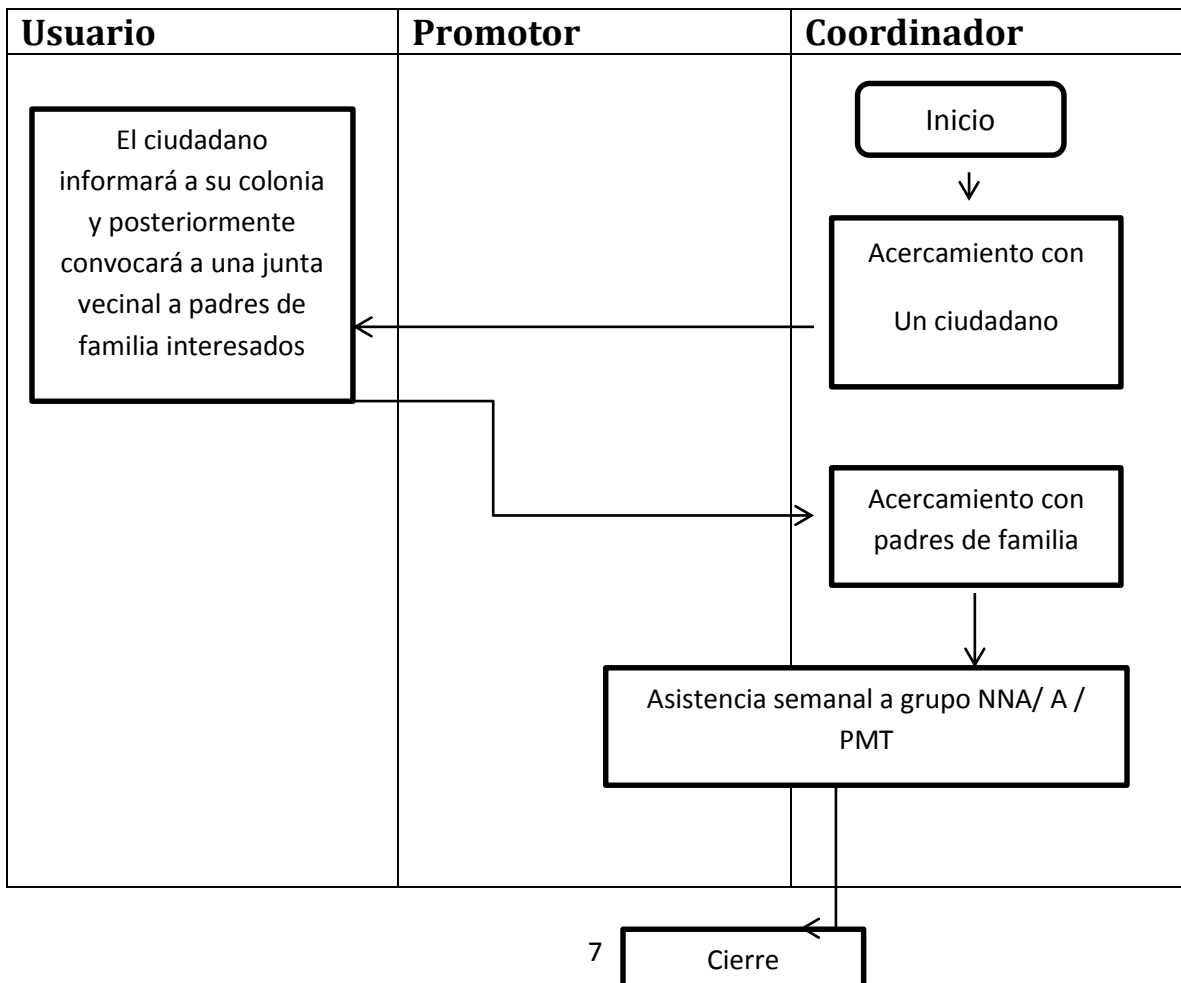 Usuario
Promotor
Coordinador
Inicio
El ciudadano
informará a su colonia
y posteriormente
convocará a una junta
vecinal a padres de
familia interesados
Acercamiento con
Un ciudadano
Acercamiento con
padres de familia
Asistencia semanal a grupo NNA/ A /
PMT
7
Cierre